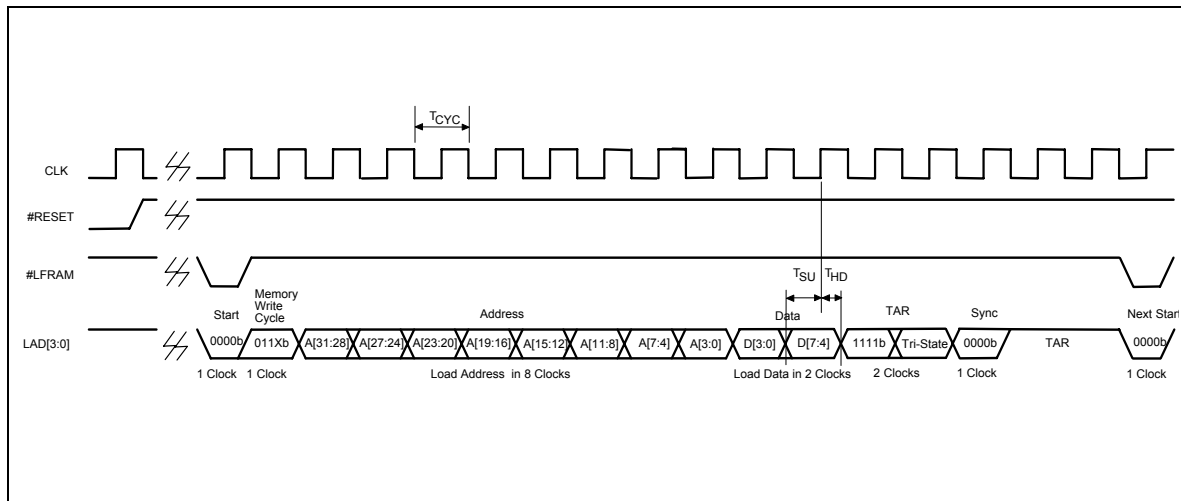 TCYC
CLK
#RESET
#LFRAM
TSU THD
Memory
Write
Cycle
Start Address Data TAR Sync Next Start
LAD[3:0] 0000b 011Xb A[31:28] A[27:24] A[23:20] A[19:16] A[15:12] A[11:8] A[7:4] A[3:0] D[3:0] D[7:4] 1111b Tri-State 0000b TAR 0000b
1 Clock 1 Clock Load Address in 8 Clocks Load Data in 2 Clocks 2 Clocks 1 Clock 1 Clock